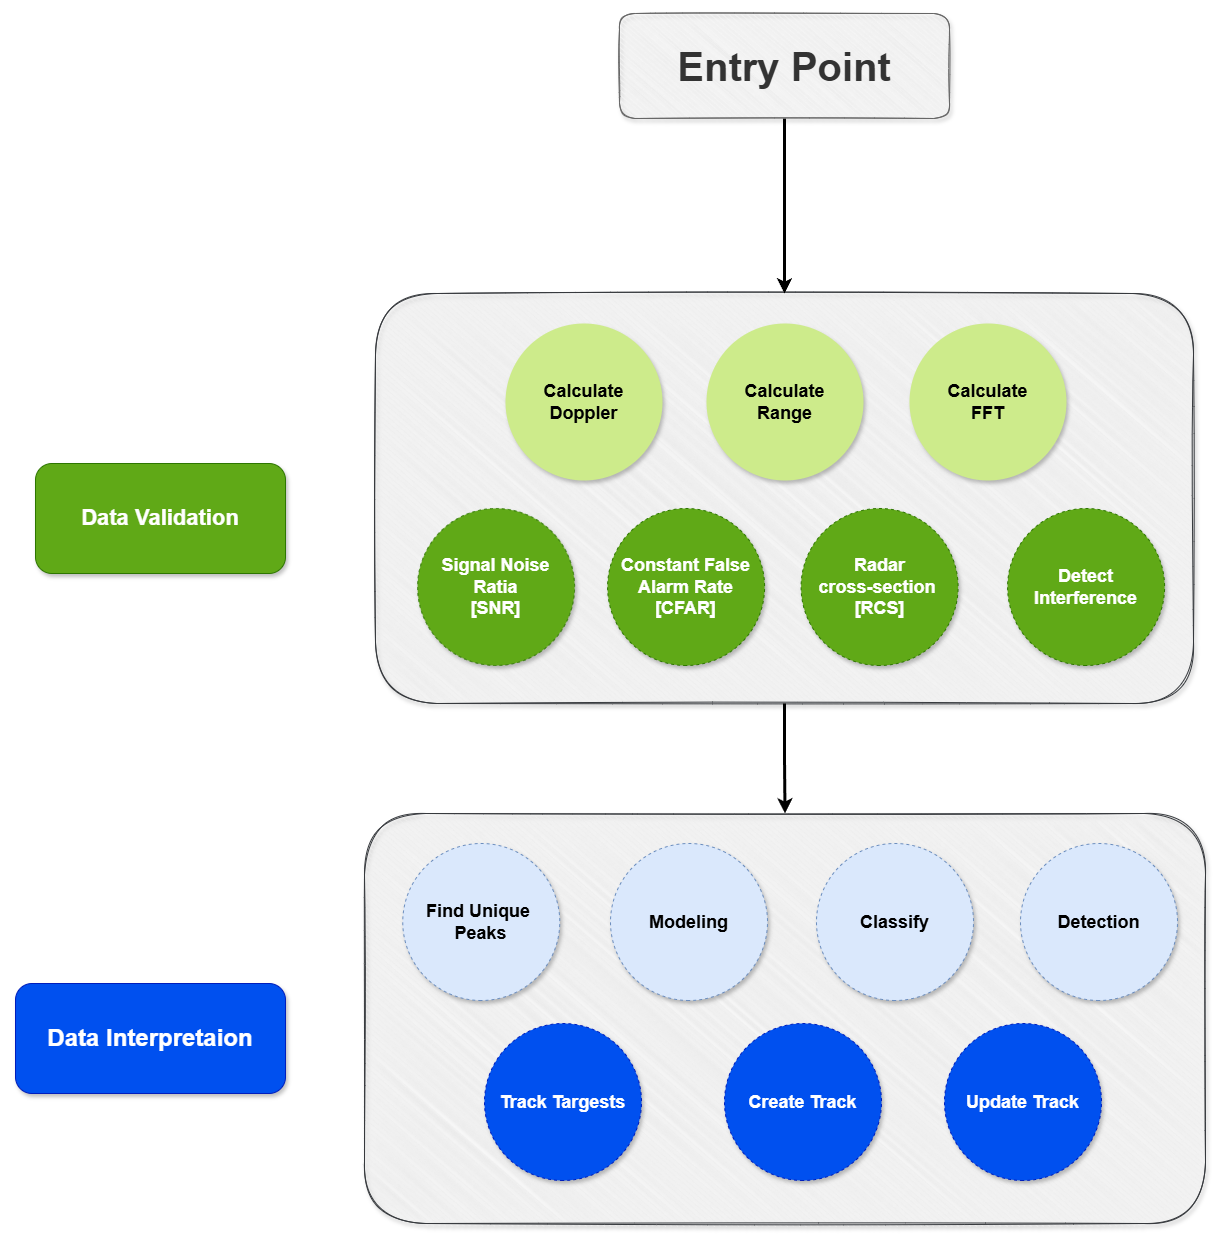 Entry Point
Calculate
Doppler
Calculate
Range
Calculate
FFT
Data Validation
Signal Noise
Ratia
[SNR]
Constant False
Alarm Rate
[CFAR]
Radar
cross-section
[RCS]
Detect
Interference
Find Unique
Peaks
Modeling
Classify
Detection
Data Interpretaion
Track Targests
Create Track
Update Track